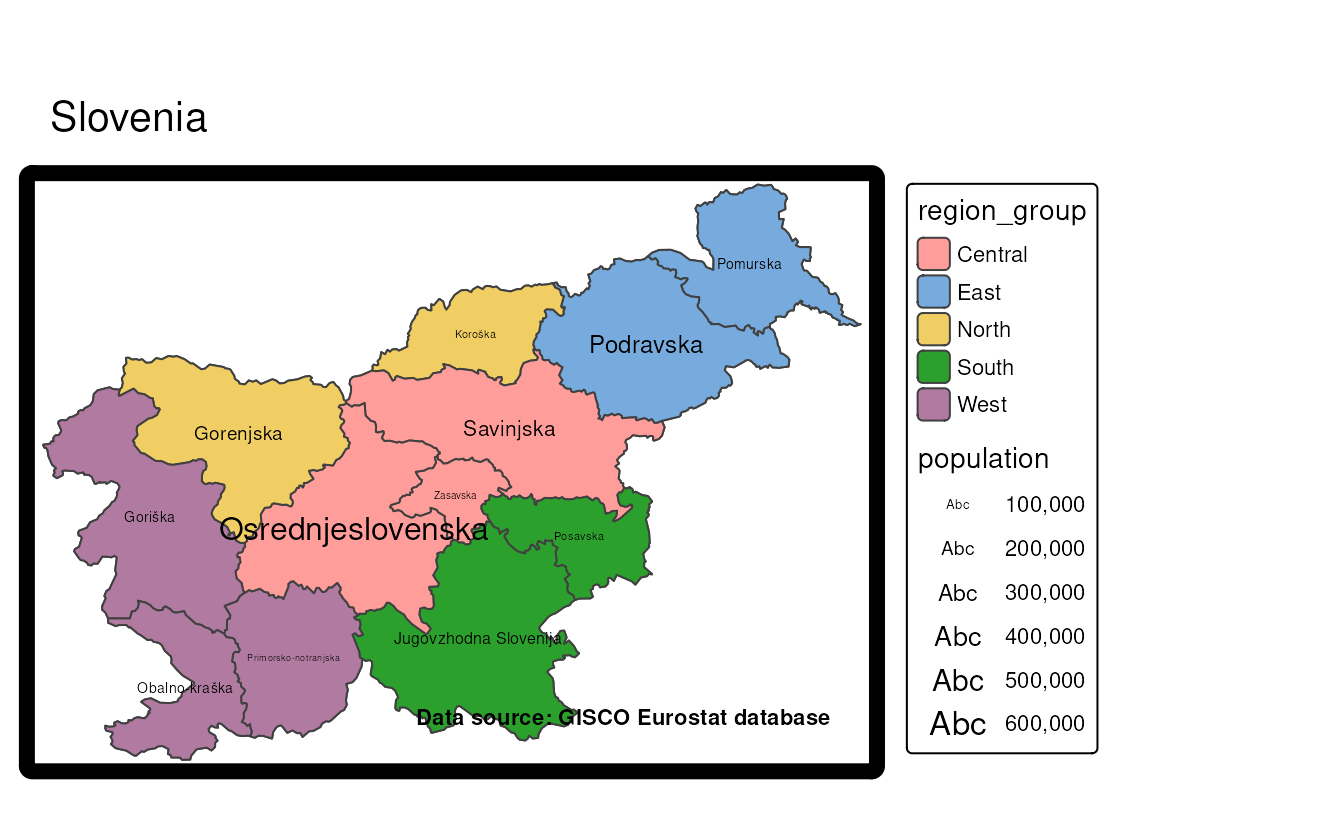 Slovenia
Pomurska
Koroška
Podravska
Gorenjska
Savinjska
Zasavska
Goriška
Osrednjeslovenska
Posavska
Jugovzhodna Slovenija
Primorsko-notranjska
Obalno-kraška
Data source: GISCO Eurostat database
region_group
Central
East
North
South
West
population
Abc 100,000
Abc 200,000
Abc 300,000
Abc 400,000
Abc 500,000
Abc 600,000